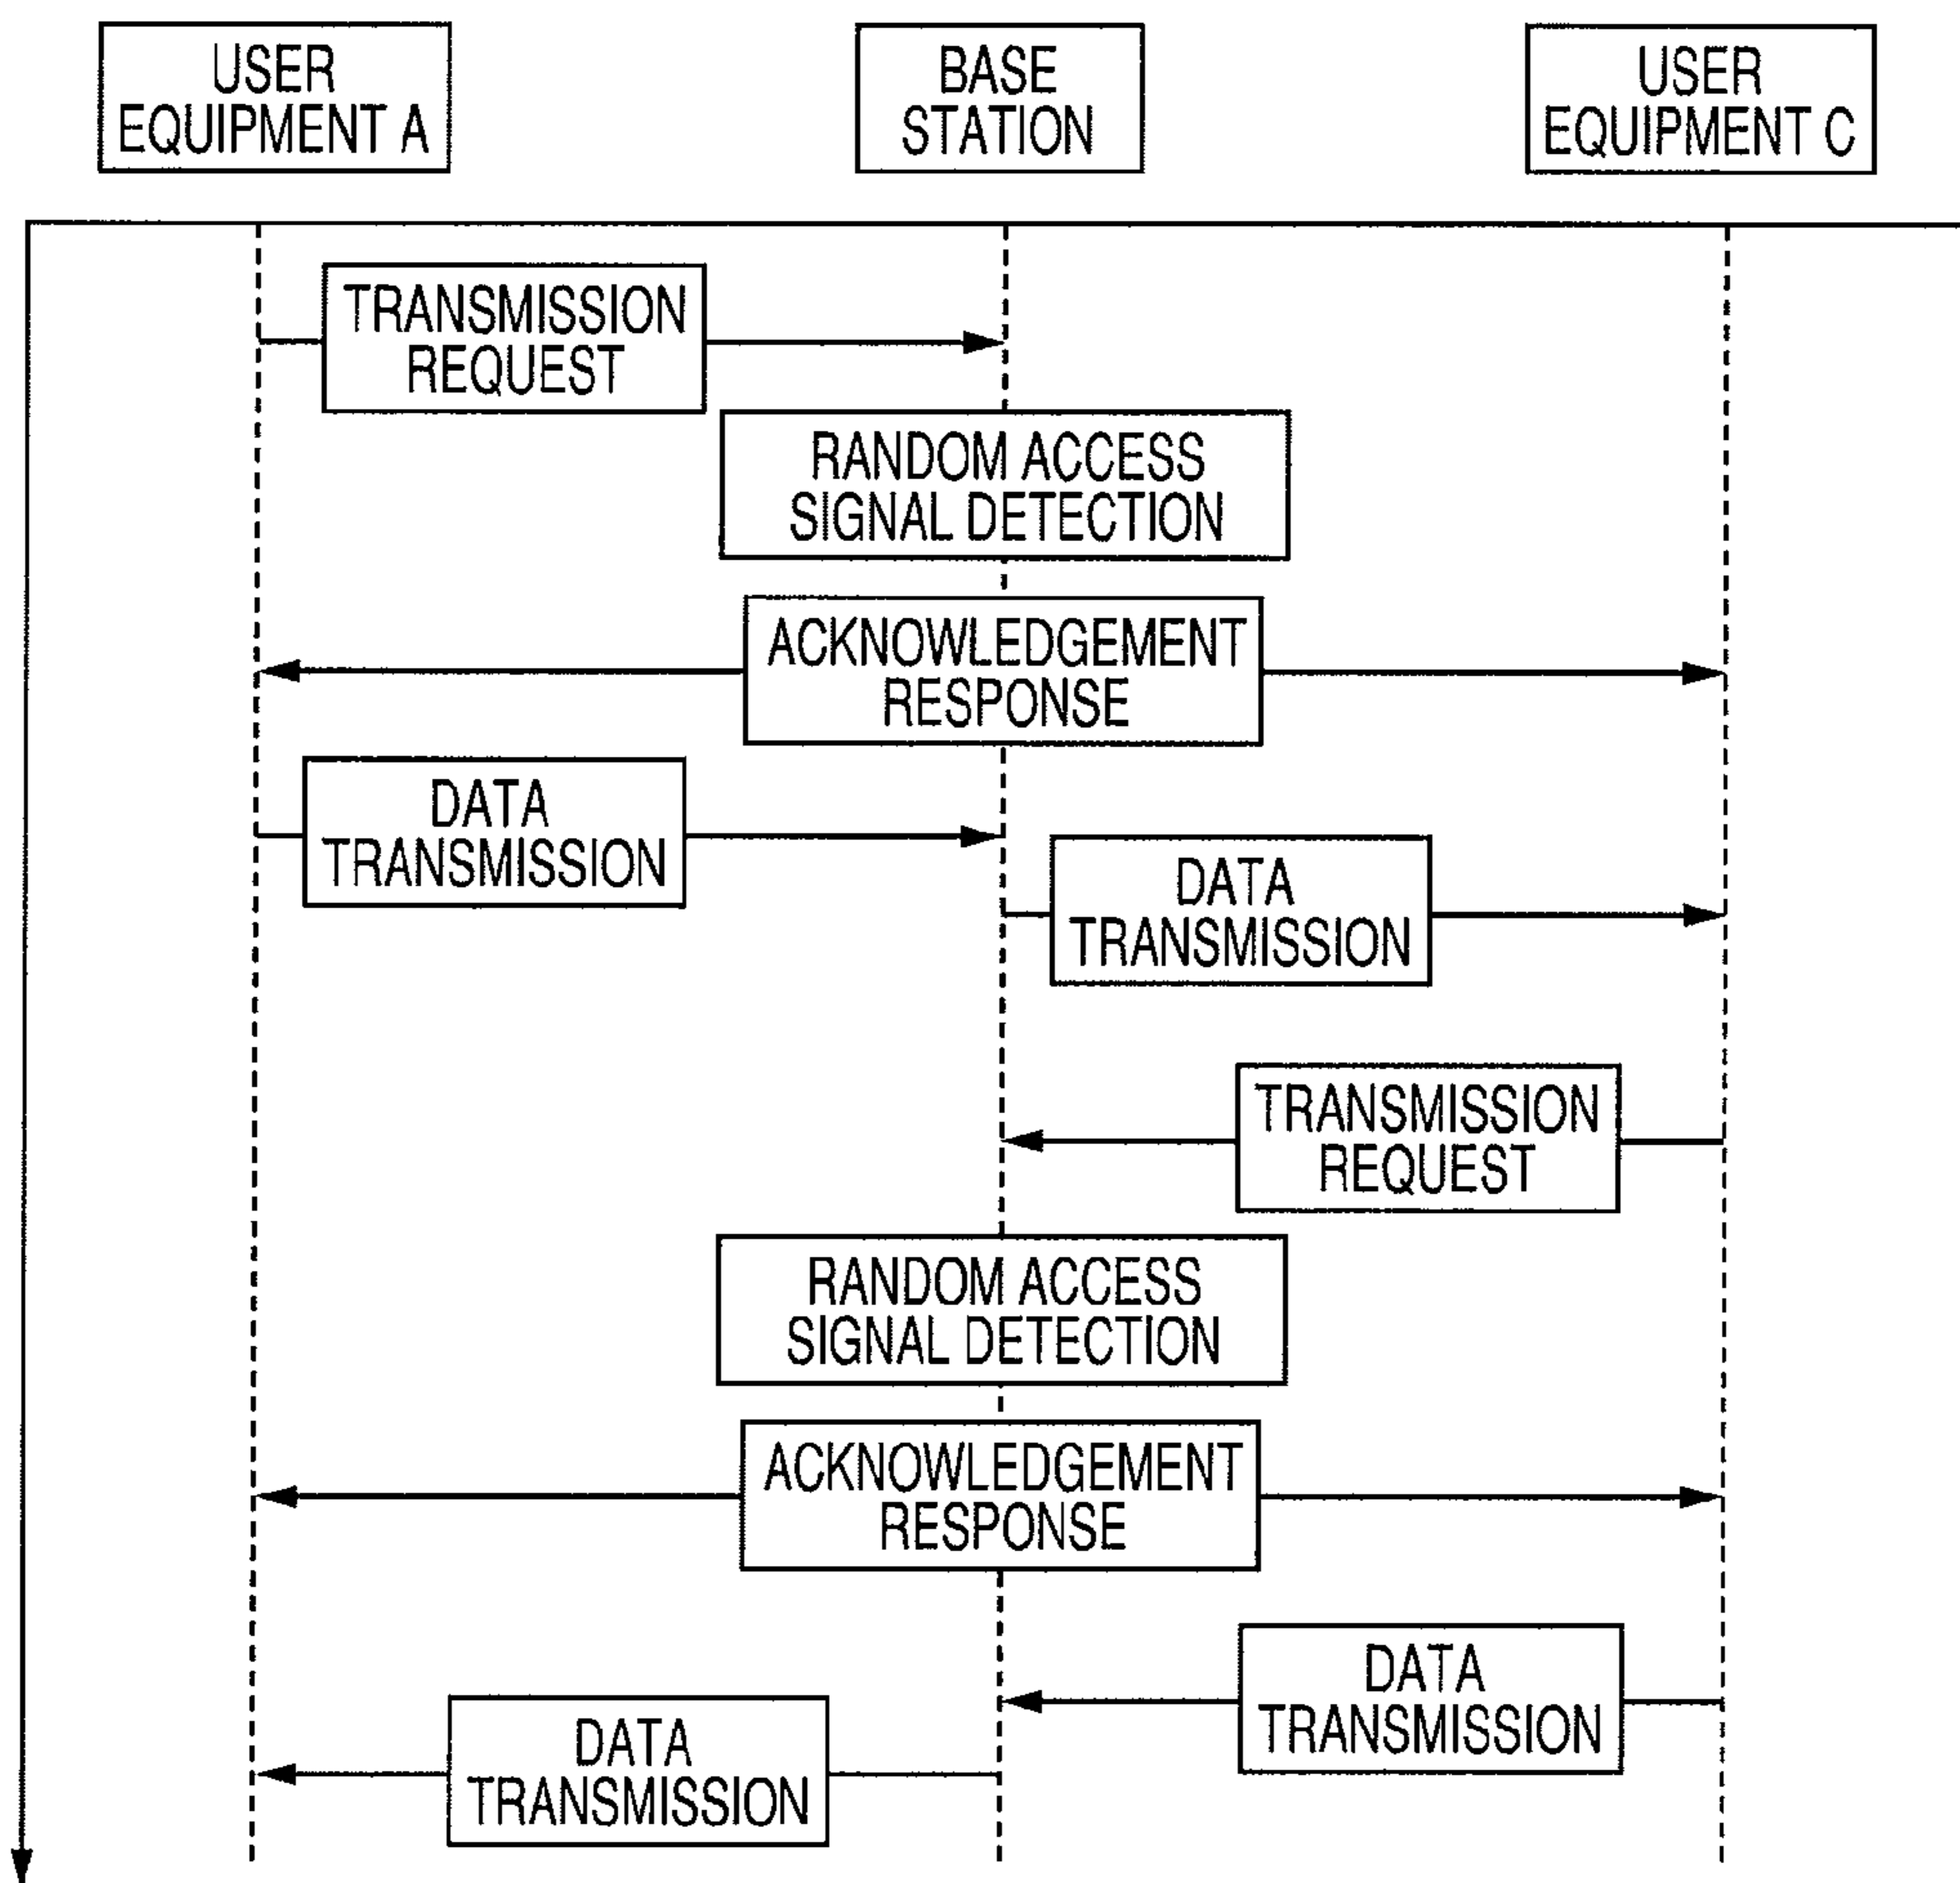 USER
EQUIPMENT A
BASE
STATION
USER
EQUIPMENT C
TRANSMISSION
REQUEST
RANDOM ACCESS
SIGNAL DETECTION
ACKNOWLEDGEMENT
RESPONSE
DATA
TRANSMISSION
DATA
TRANSMISSION
TRANSMISSION
REQUEST
RANDOM ACCESS
SIGNAL DETECTION
ACKNOWLEDGEMENT
RESPONSE
DATA
TRANSMISSION
DATA
TRANSMISSION